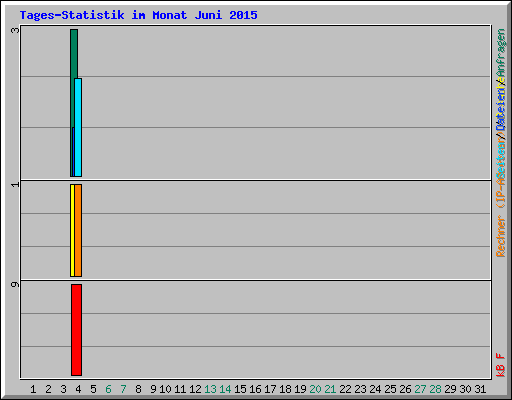 Tages-Statistik im Monat Juni 2015
3
1
9
Anfragen
kB F
1 2 3 4 5 6 7 8 9 10 11 12 13 14 15 16 17 18 19 20 21 22 23 24 25 26 27 28 29 30 31